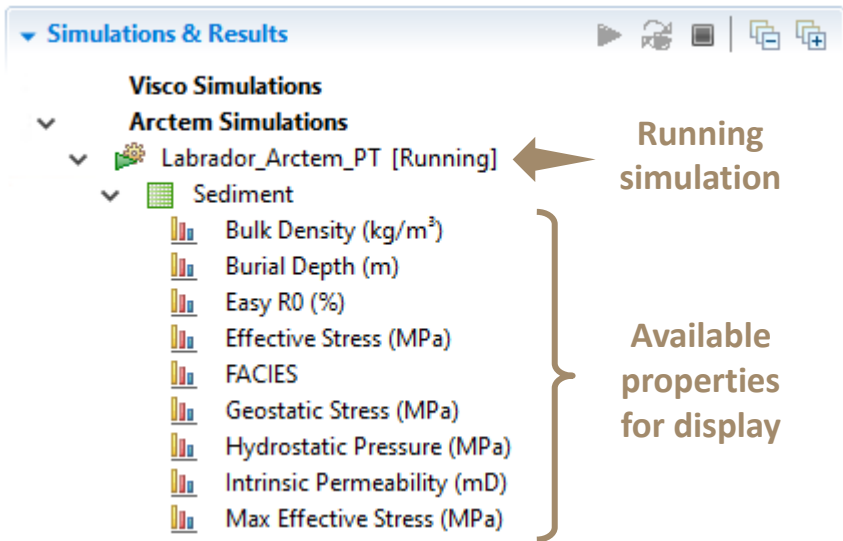 Simulations & Results
Visco Simulations
Arctem Simulations
Labrador_Arctem_PT [Running]
Running
simulation
Sediment
Bulk Density (kg/m³)
Burial Depth (m)
Easy R0 (%)
Effective Stress (MPa)
FACIES
Geostatic Stress (MPa)
Hydrostatic Pressure (MPa)
Intrinsic Permeability (mD)
Max Effective Stress (MPa)
Available
properties
for display